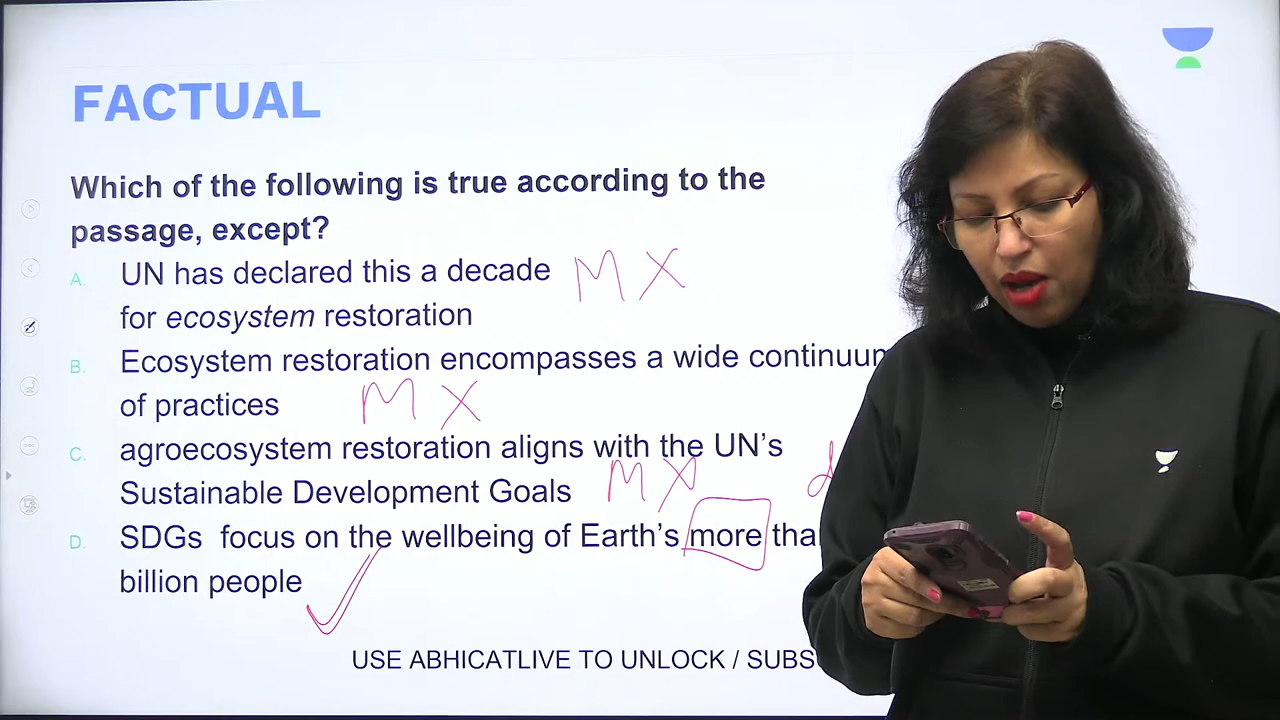 FACTUAL
Which of the following is true according to the
passage, except?
A. UN has declared this a decade M X
for ecosystem restoration
B. Ecosystem restoration encompasses a wide continuum
of practices M X
C. agroecosystem restoration aligns with the UN's
Sustainable Development Goals M X
D. SDGs focus on the wellbeing of Earth's more
billion people
USE ABHICATLIVE TO UNLOCK /